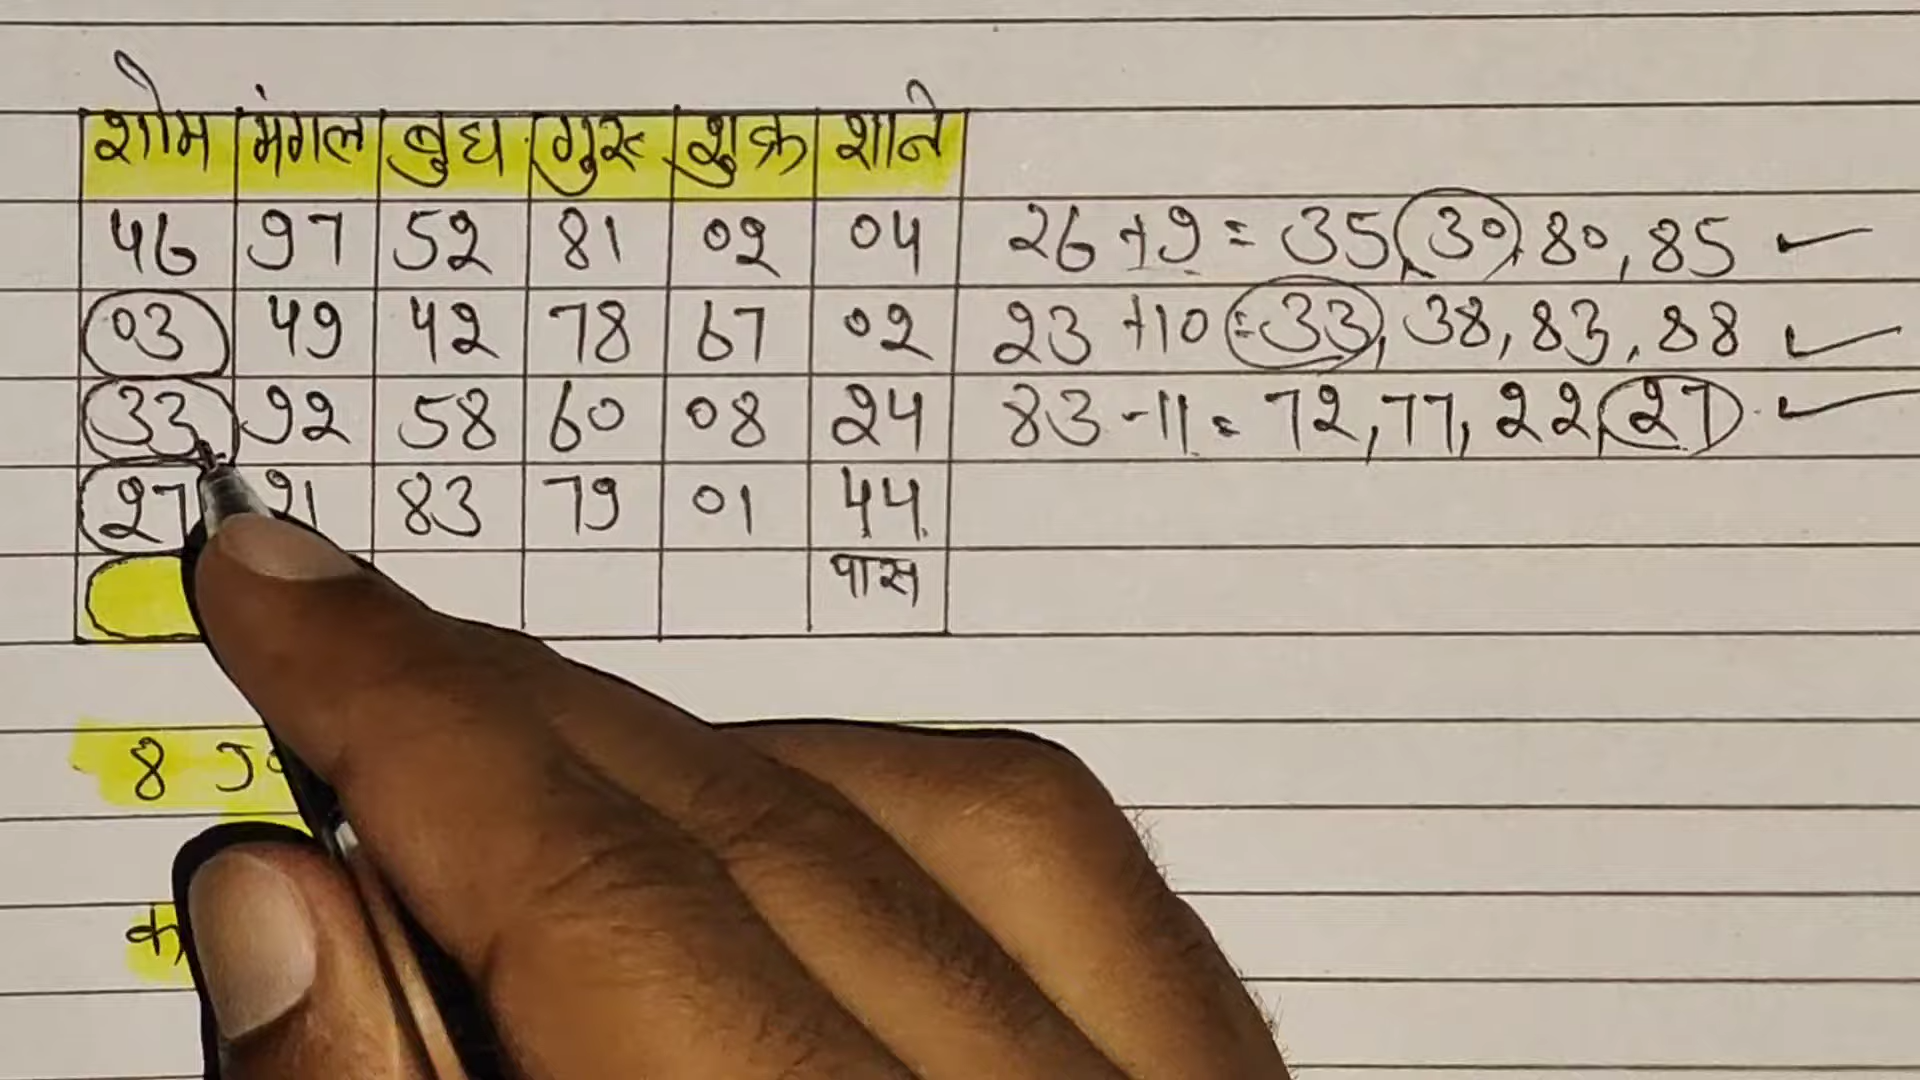 शोम मंगल बुध गुरु शुक्र शनि
46 97 52 81 02 04 26 + 9 = 35, 30, 80, 85
03 49 42 78 67 02 23 + 10 = 33, 38, 83, 88
33 92 58 60 08 24 83 - 11 = 72, 77, 22, 27
27 83 79 01 44
पास
8